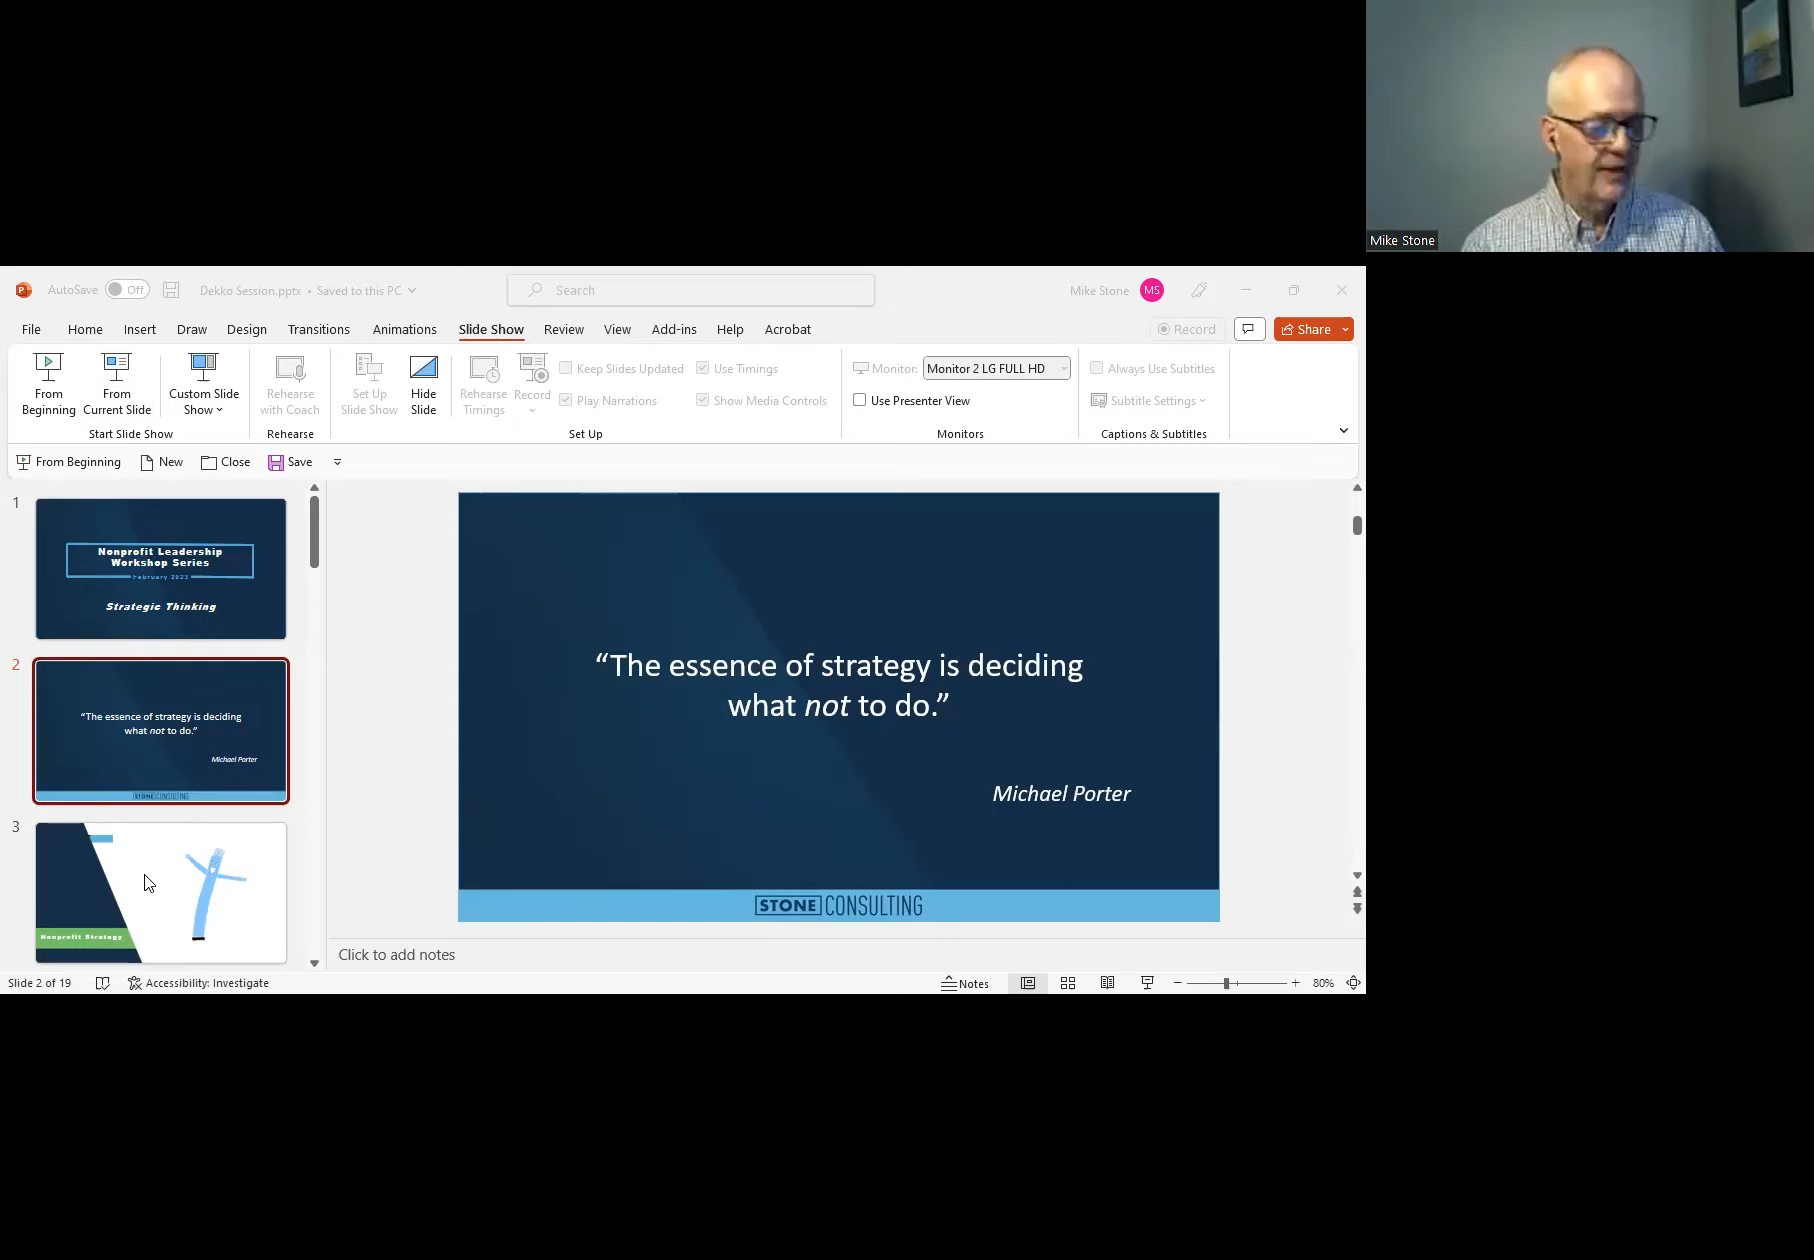 Mike Stone
AutoSave Off Dekko Session.pptx • Saved to this PC Search Mike Stone MS
File Home Insert Draw Design Transitions Animations Slide Show Review View Add-ins Help Acrobat Record Share
From Beginning
From Current Slide
Custom Slide Show
Start Slide Show
Rehearse with Coach
Rehearse
Set Up Slide Show
Hide Slide
Rehearse Timings
Record
Keep Slides Updated
Use Timings
Play Narrations
Show Media Controls
Set Up
Monitor: Monitor 2 LG FULL HD
Use Presenter View
Monitors
Always Use Subtitles
Subtitle Settings
Captions & Subtitles
From Beginning New Close Save
1
Nonprofit Leadership
Workshop Series
February 2023
Strategic Thinking
2
“The essence of strategy is deciding
what not to do.”
Michael Porter
STONE CONSULTING
3
Nonprofit Strategy
“The essence of strategy is deciding
what not to do.”
Michael Porter
STONE CONSULTING
Click to add notes
Slide 2 of 19 Accessibility: Investigate Notes 80%